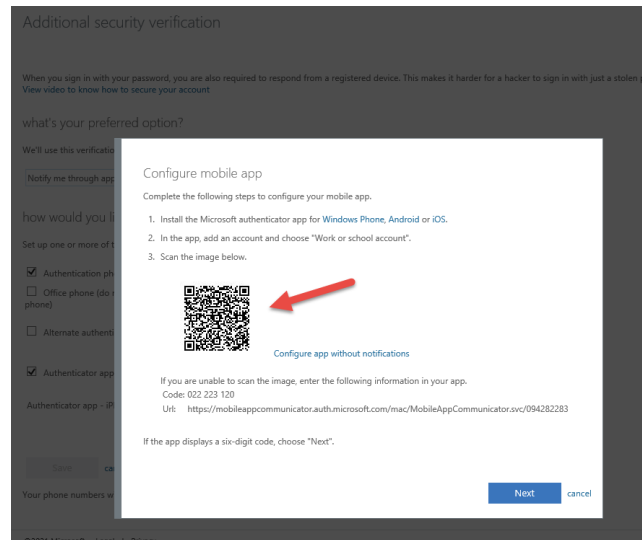 Additional security verification
When you sign in with your password, you are also required to respond from a registered device. This makes it harder for a hacker to sign in with just a stolen
View video to know how to secure your account
what's your preferred option?
We'll use this verificatio
Notify me through app
how would you li
Set up one or more of t
Authentication ph
Office phone (do
phone)
Alternate authenti
Authenticator app
Authenticator app - iP
Save
Your phone numbers w
Configure mobile app
Complete the following steps to configure your mobile app.
1. Install the Microsoft authenticator app for Windows Phone, Android or iOS.
2. In the app, add an account and choose "Work or school account".
3. Scan the image below.
Configure app without notifications
If you are unable to scan the image, enter the following information in your app.
Code: 022 223 120
Url: https://mobileappcommunicator.auth.microsoft.com/mac/MobileAppCommunicator.svc/094282283
If the app displays a six-digit code, choose "Next".
Next
cancel